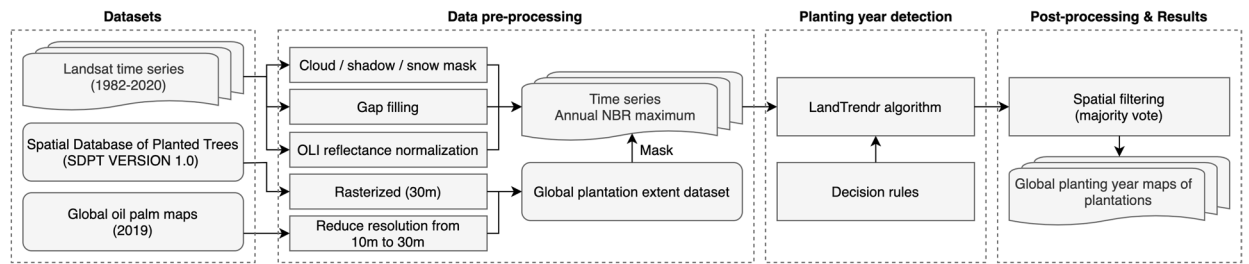 Datasets
Landsat time series
(1982-2020)
Spatial Database of Planted Trees
(SDPT VERSION 1.0)
Global oil palm maps
(2019)
Data pre-processing
Cloud / shadow / snow mask
Gap filling
OLI reflectance normalization
Rasterized (30m)
Reduce resolution from
10m to 30m
Time series
Annual NBR maximum
Mask
Global plantation extent dataset
Planting year detection
LandTrendr algorithm
Decision rules
Post-processing & Results
Spatial filtering
(majority vote)
Global planting year maps of
plantations